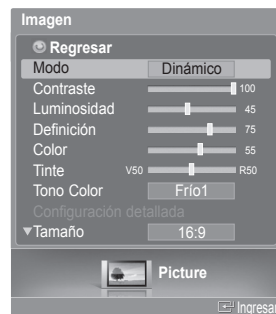 Imagen
Regresar
Modo Dinámico
Contraste 100
Luminosidad 45
Definición 75
Color 55
Tinte V50 R50
Tono Color Frío1
Configuración detallada
▼Tamaño 16:9
Picture
Ingresar